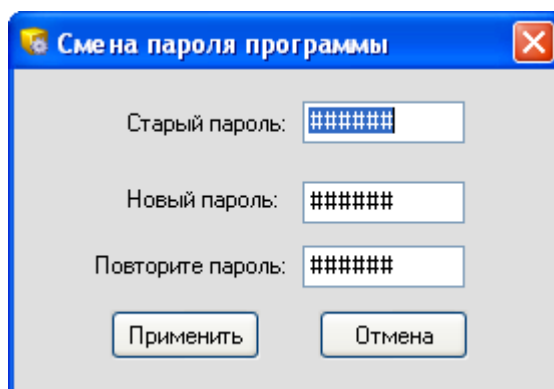 Смена пароля программы
Старый пароль: ######
Новый пароль: ######
Повторите пароль: ######
Применить Отмена